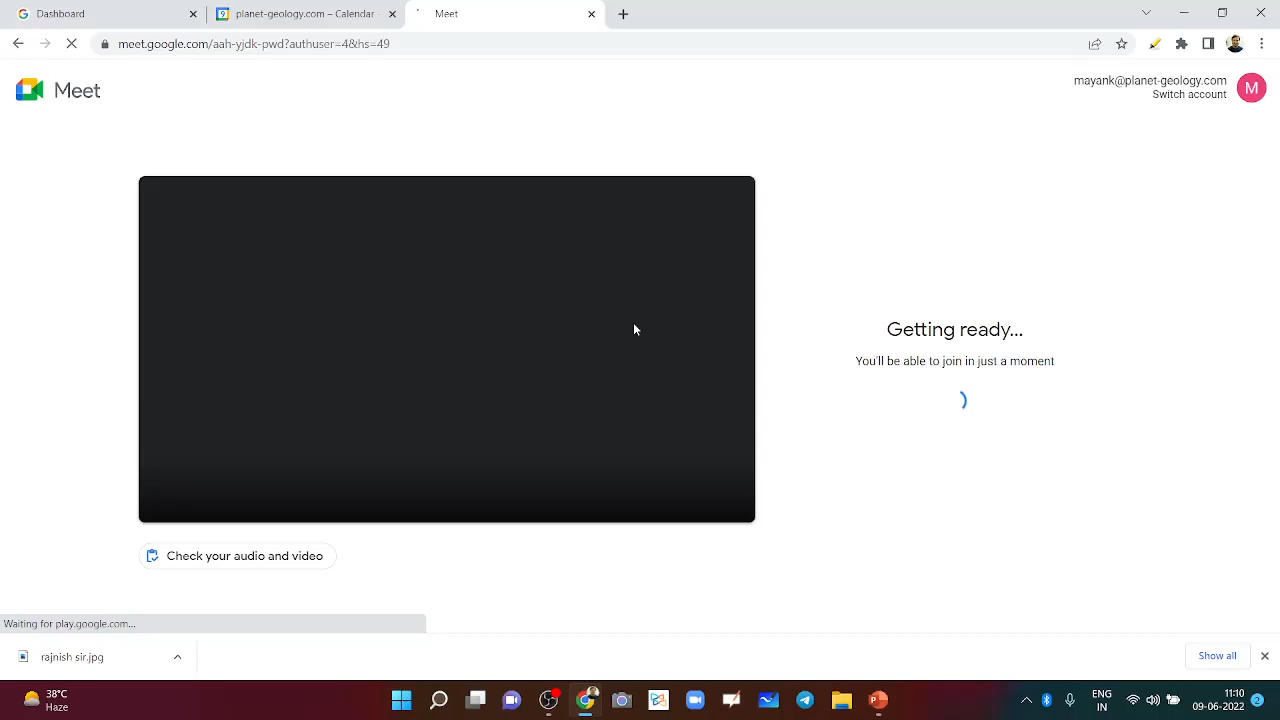 Dashboard
planet-geology.com – Calendar
Meet
meet.google.com/aah-yjdk-pwd?authuser=4&hs=49
Meet
mayank@planet-geology.com
Switch account
M
Getting ready...
You'll be able to join in just a moment
Check your audio and video
Waiting for play.google.com...
rajnish sir.jpg
Show all
38°C
Haze
ENG
IN
11:10
09-06-2022
2